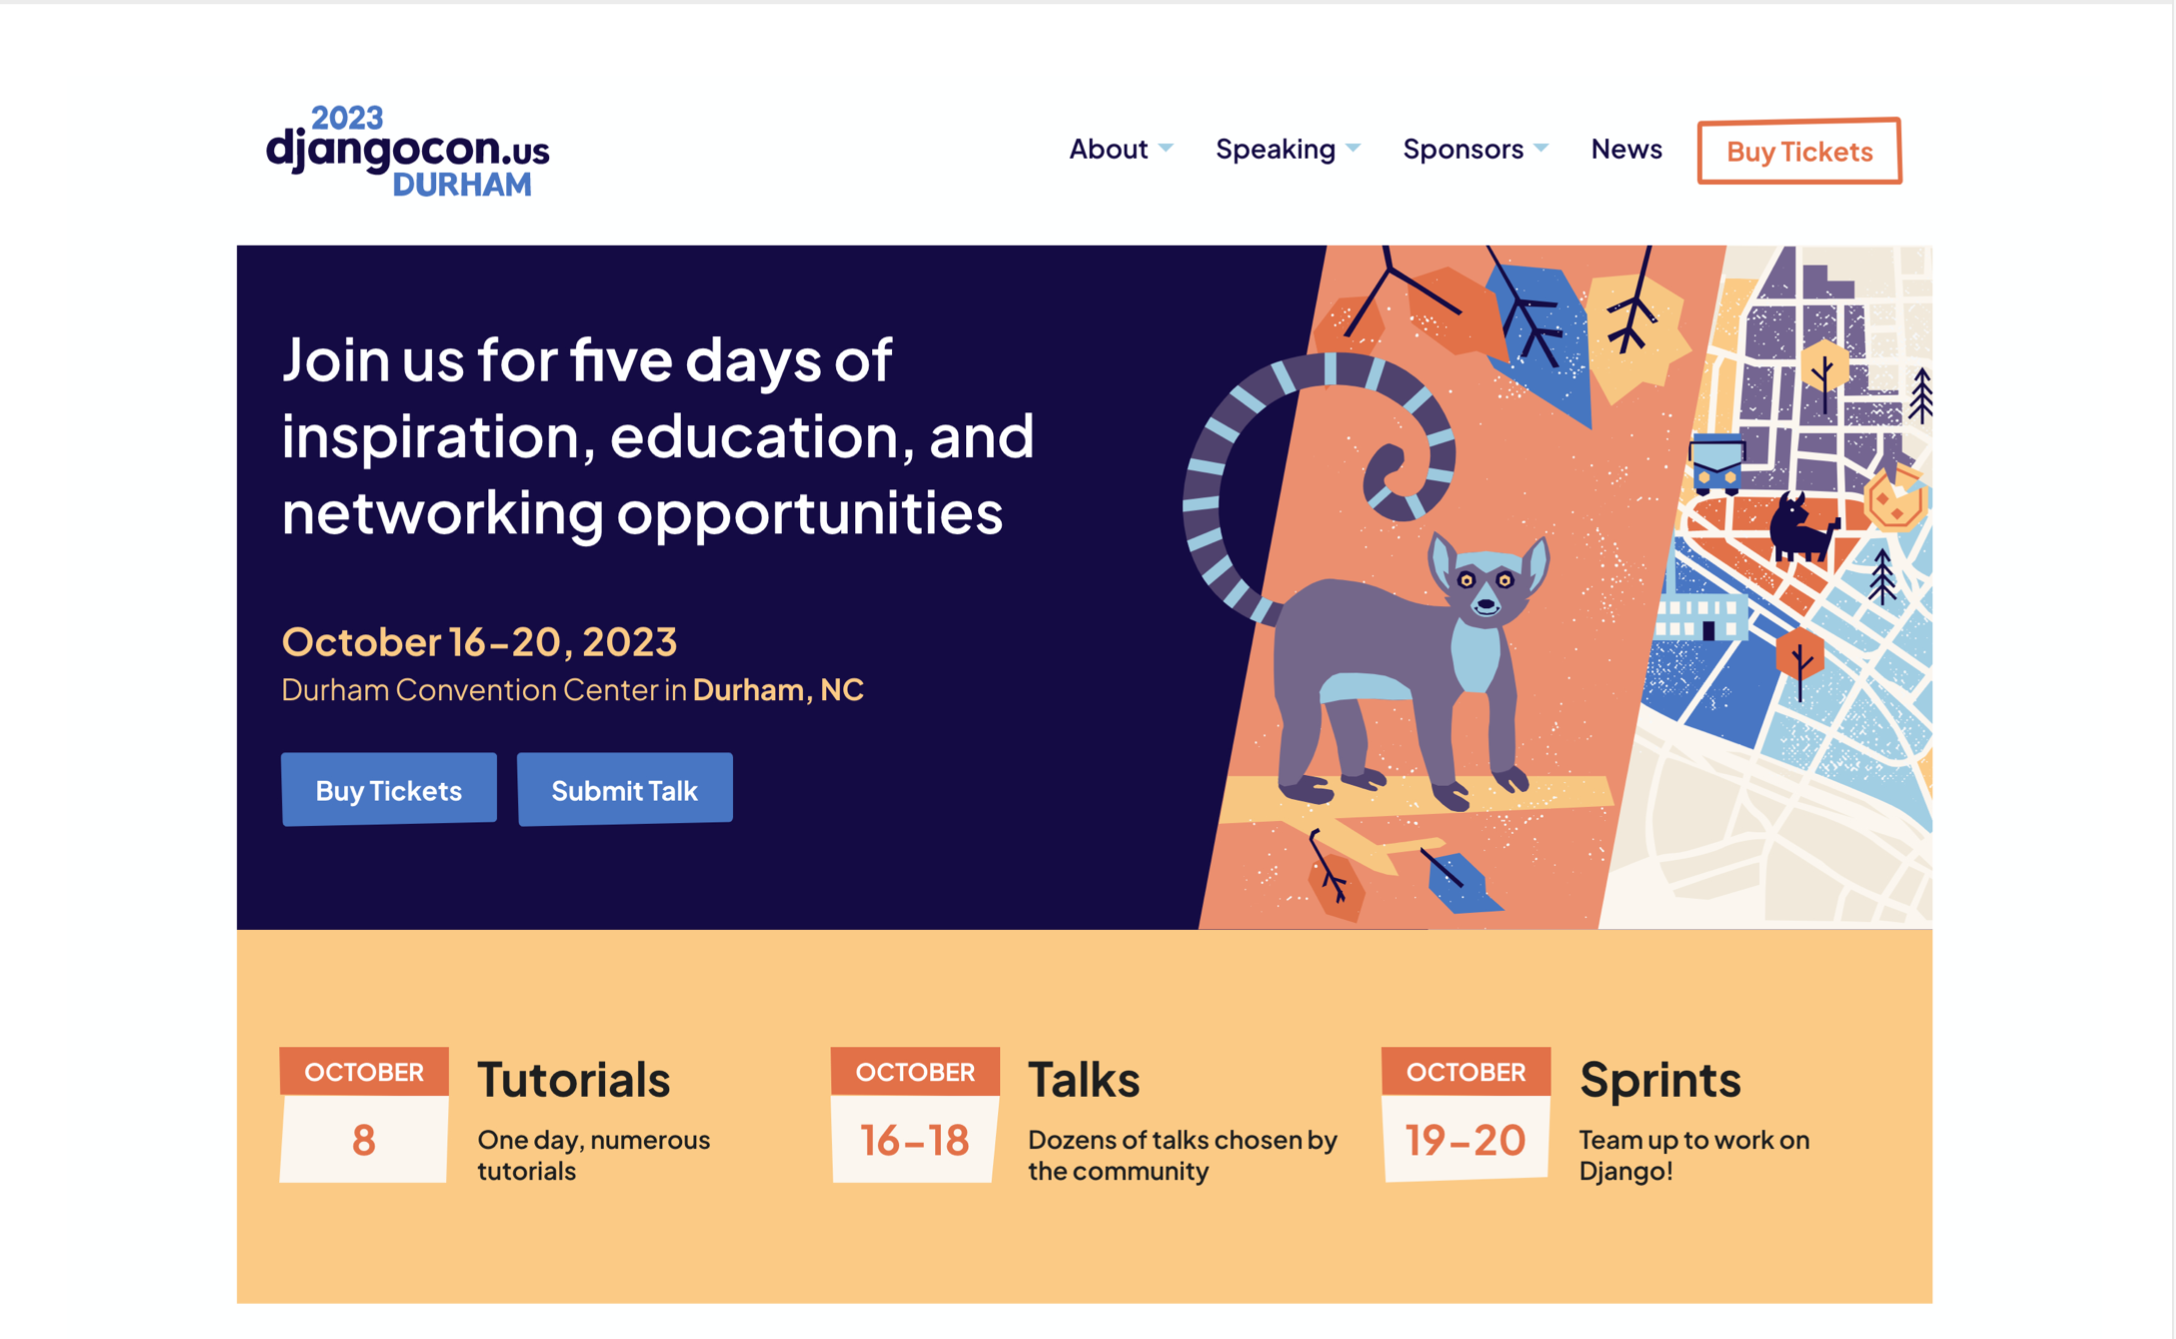 2023
djangocon.us
DURHAM
About
Speaking
Sponsors
News
Buy Tickets
Join us for five days of
inspiration, education, and
networking opportunities
October 16–20, 2023
Durham Convention Center in Durham, NC
Buy Tickets
Submit Talk
OCTOBER
8
Tutorials
One day, numerous
tutorials
OCTOBER
16–18
Talks
Dozens of talks chosen by
the community
OCTOBER
19–20
Sprints
Team up to work on
Django!